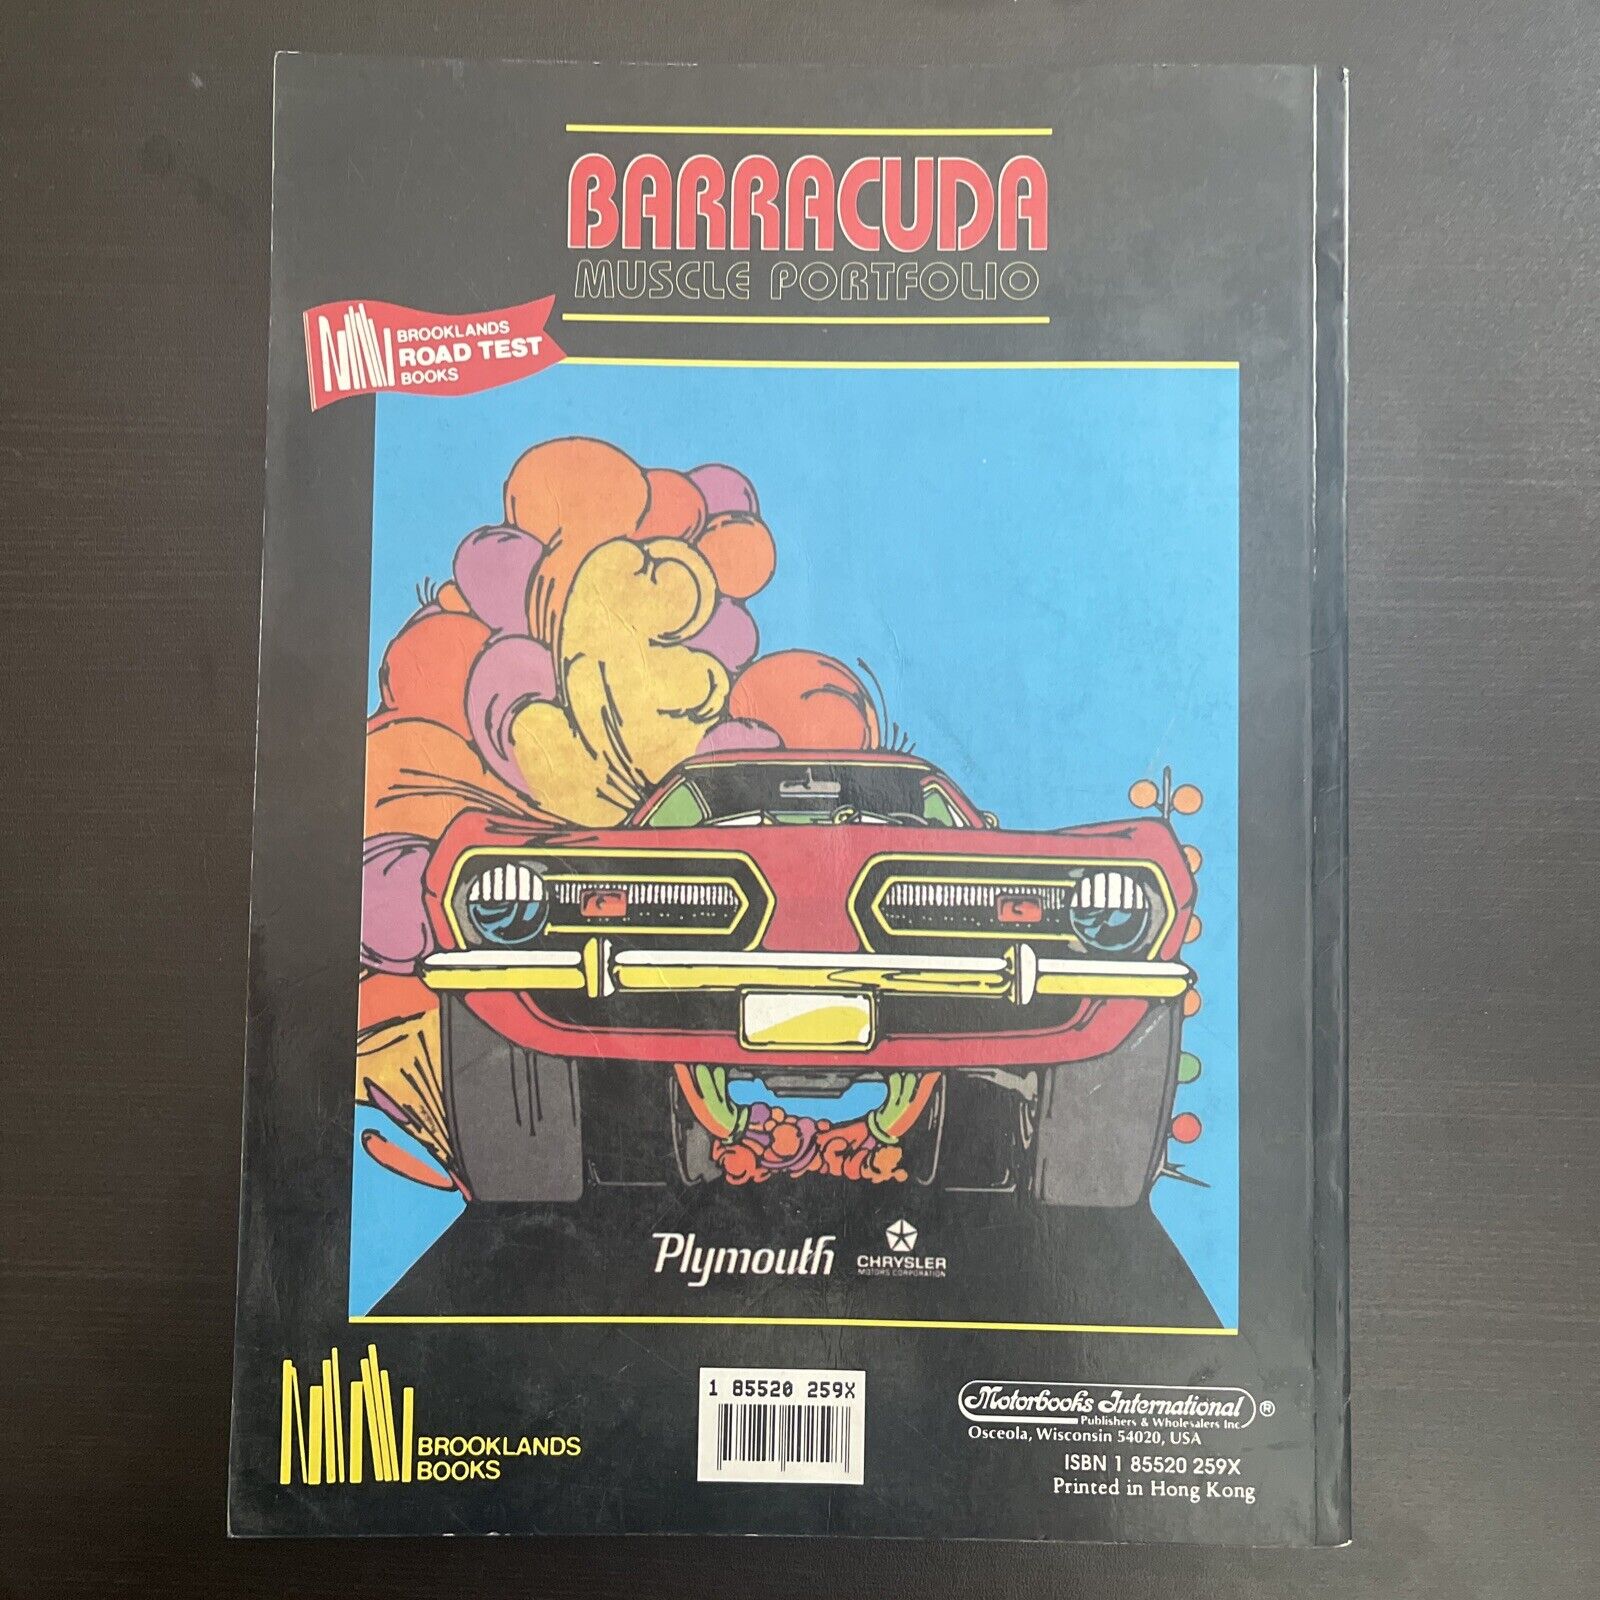 BARRACUDA
MUSCLE PORTFOLIO
BROOKLANDS
ROAD TEST
BOOKS
Plymouth
CHRYSLER
MOTORS CORPORATION
BROOKLANDS
BOOKS
1 85520 259X
Motorbooks International ®
Publishers & Wholesalers Inc
Osceola, Wisconsin 54020, USA
ISBN 1 85520 259X
Printed in Hong Kong